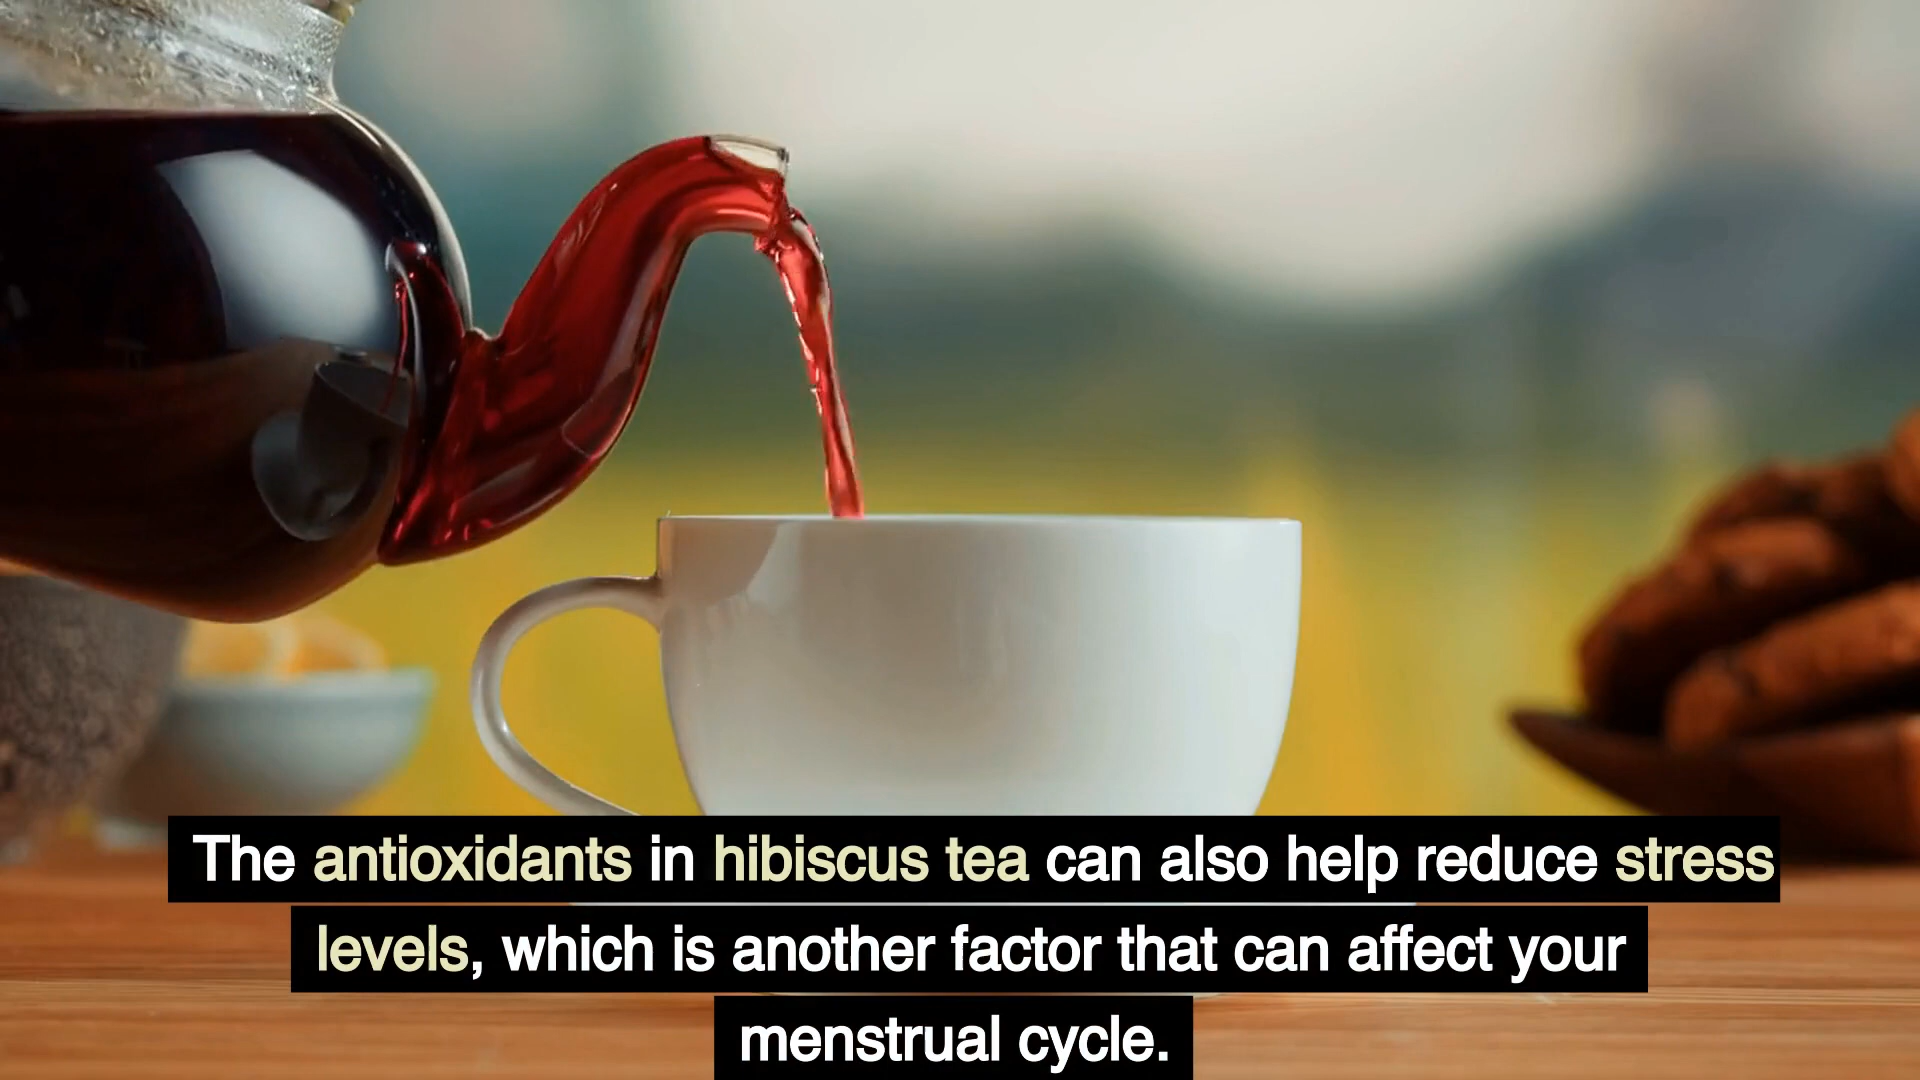 The antioxidants in hibiscus tea can also help reduce stress
levels, which is another factor that can affect your
menstrual cycle.